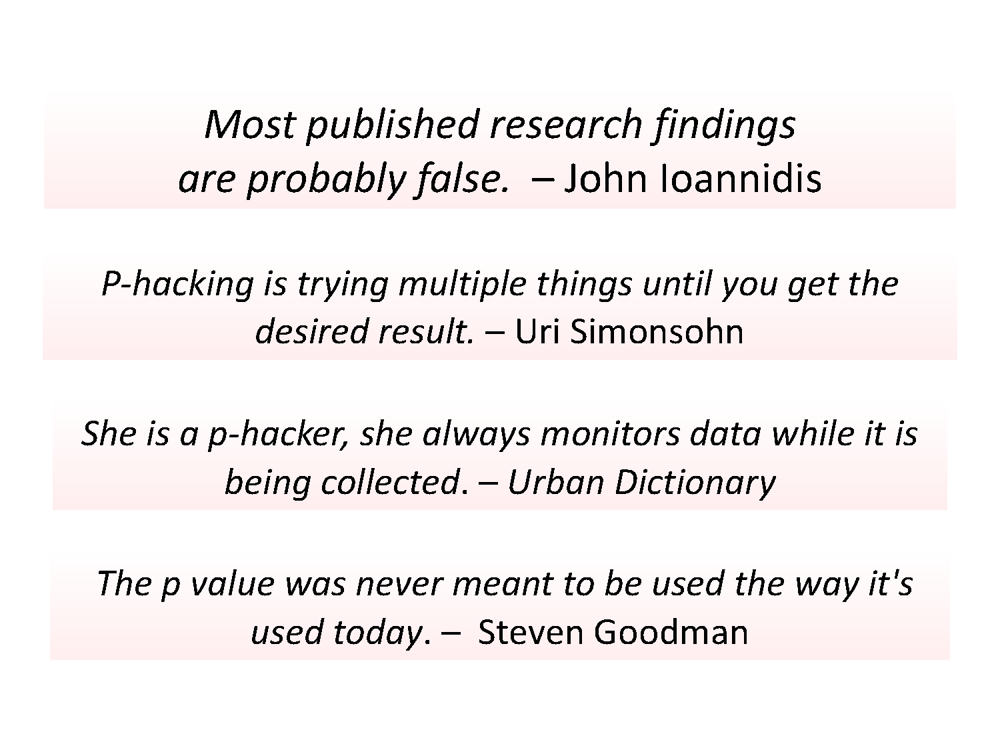 Most published research findings
are probably false. – John Ioannidis
P-hacking is trying multiple things until you get the
desired result. – Uri Simonsohn
She is a p-hacker, she always monitors data while it is
being collected. – Urban Dictionary
The p value was never meant to be used the way it's
used today. – Steven Goodman